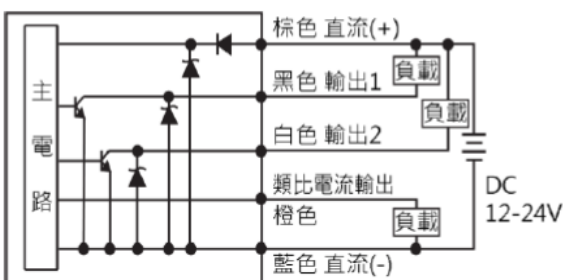 棕色 直流(+)
負載
黑色 輸出1
負載
主電路
白色 輸出2
類比電流輸出
橙色
負載
DC
12-24V
藍色 直流(-)